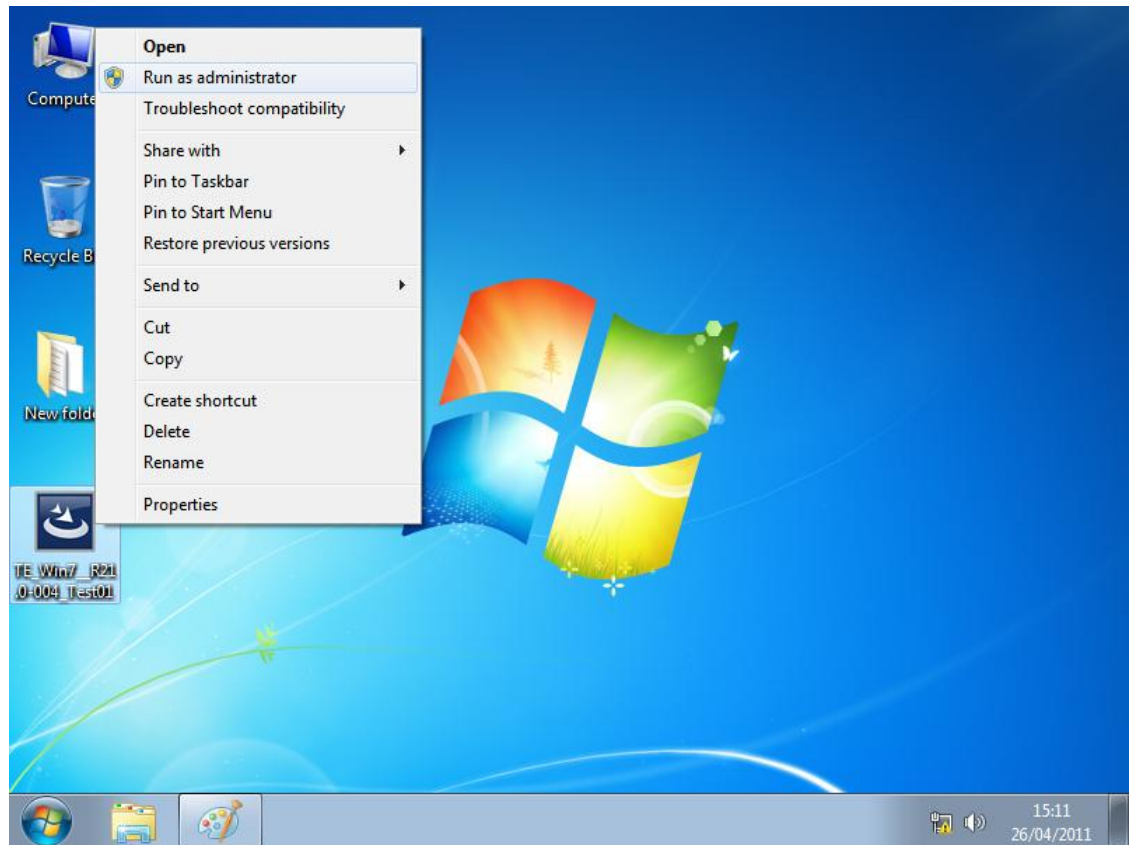 Open
Run as administrator
Troubleshoot compatibility
Share with
Pin to Taskbar
Pin to Start Menu
Restore previous versions
Send to
Cut
Copy
Create shortcut
Delete
Rename
Properties
Compute
Recycle B
New folde
TE_Win7__R21
.0-004_Test01
15:11
26/04/2011